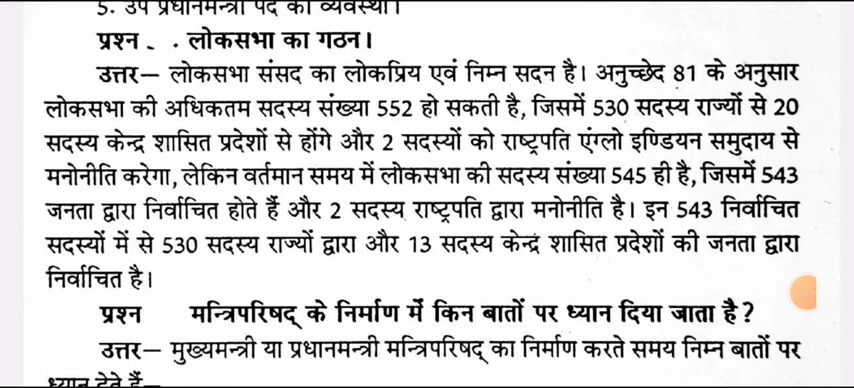 5. उप प्रधानमन्त्री पद की व्यवस्था।
प्रश्न . . लोकसभा का गठन।
उत्तर— लोकसभा संसद का लोकप्रिय एवं निम्न सदन है। अनुच्छेद 81 के अनुसार
लोकसभा की अधिकतम सदस्य संख्या 552 हो सकती है, जिसमें 530 सदस्य राज्यों से 20
सदस्य केन्द्र शासित प्रदेशों से होंगे और 2 सदस्यों को राष्ट्रपति एंग्लो इण्डियन समुदाय से
मनोनीति करेगा, लेकिन वर्तमान समय में लोकसभा की सदस्य संख्या 545 ही है, जिसमें 543
जनता द्वारा निर्वाचित होते हैं और 2 सदस्य राष्ट्रपति द्वारा मनोनीति है। इन 543 निर्वाचित
सदस्यों में से 530 सदस्य राज्यों द्वारा और 13 सदस्य केन्द्र शासित प्रदेशों की जनता द्वारा
निर्वाचित है।
प्रश्न मन्त्रिपरिषद् के निर्माण में किन बातों पर ध्यान दिया जाता है?
उत्तर— मुख्यमन्त्री या प्रधानमन्त्री मन्त्रिपरिषद् का निर्माण करते समय निम्न बातों पर
ध्यान देते हैं—